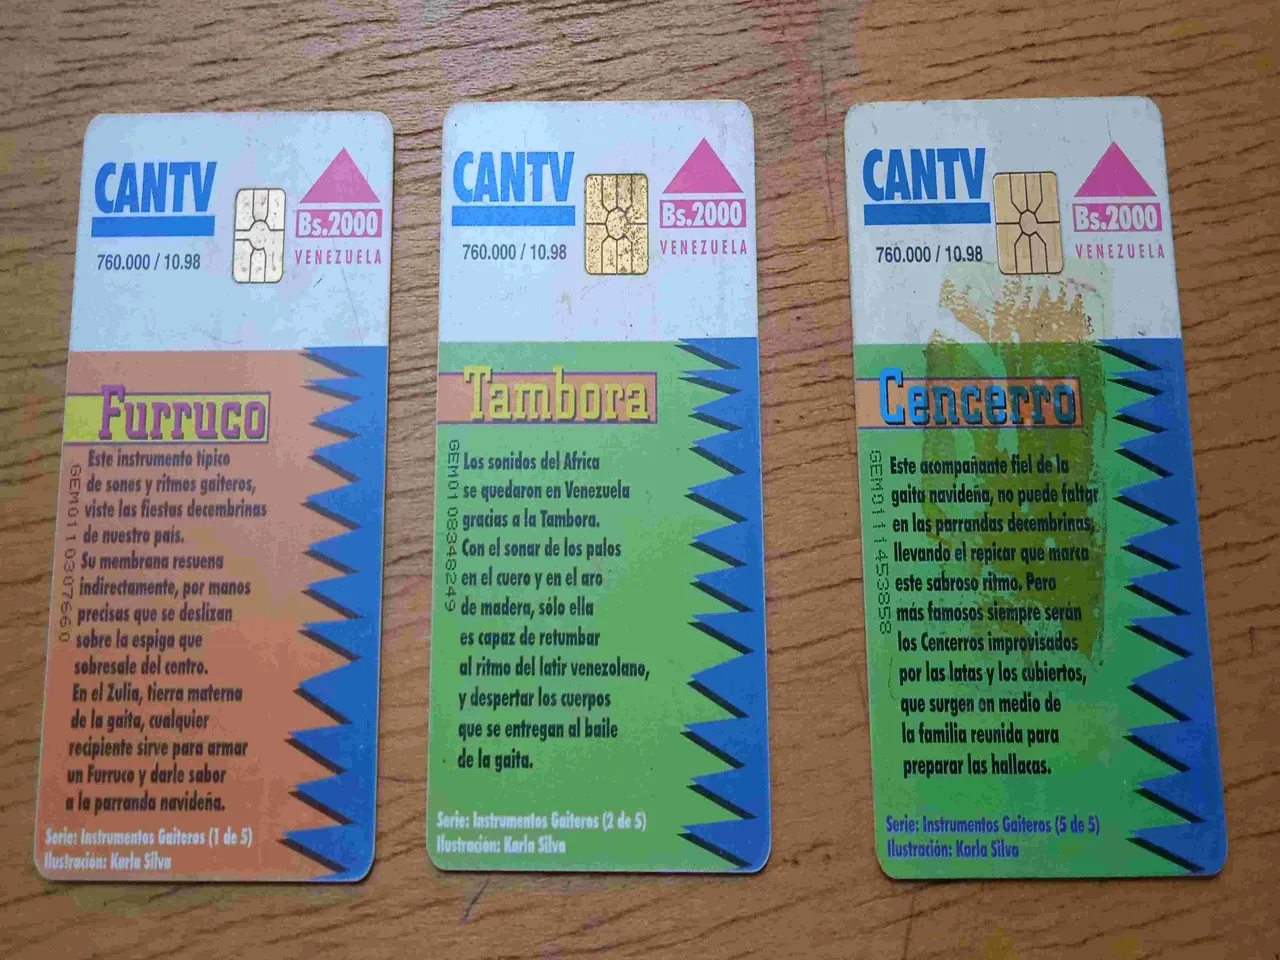 CANTV
Bs.2000
VENEZUELA
760.000 / 10.98
Furruco
Este instrumento típico
de sones y ritmos gaiteros,
viste las fiestas decembrinas
de nuestro país.
Su membrana resuena
indirectamente, por manos
precisas que se deslizan
sobre la espiga que
sobresale del centro.
En el Zulia, tierra materna
de la gaita, cualquier
recipiente sirve para armar
un Furruco y darle sabor
a la parranda navideña.
GEM011 0307660
Serie: Instrumentos Gaiteros (1 de 5)
Ilustración: Karla Silva
CANTV
Bs.2000
VENEZUELA
760.000 / 10.98
Tambora
Los sonidos del Africa
se quedaron en Venezuela
gracias a la Tambora.
Con el sonar de los palos
en el cuero y en el aro
de madera, sólo ella
es capaz de retumbar
al ritmo del latir venezolano,
y despertar los cuerpos
que se entregan al baile
de la gaita.
GEM01 08348249
Serie: Instrumentos Gaiteros (2 de 5)
Ilustración: Karla Silva
CANTV
Bs.2000
VENEZUELA
760.000 / 10.98
Cencerro
Este acompañante fiel de la
gaita navideña, no puede faltar
en las parrandas decembrinas,
llevando el repicar que marca
este sabroso ritmo. Pero
más famosos siempre serán
los Cencerros improvisados
por las latas y los cubiertos,
que surgen en medio de
la familia reunida para
preparar las hallacas.
GEM011 1453858
Serie: Instrumentos Gaiteros (5 de 5)
Ilustración: Karla Silva